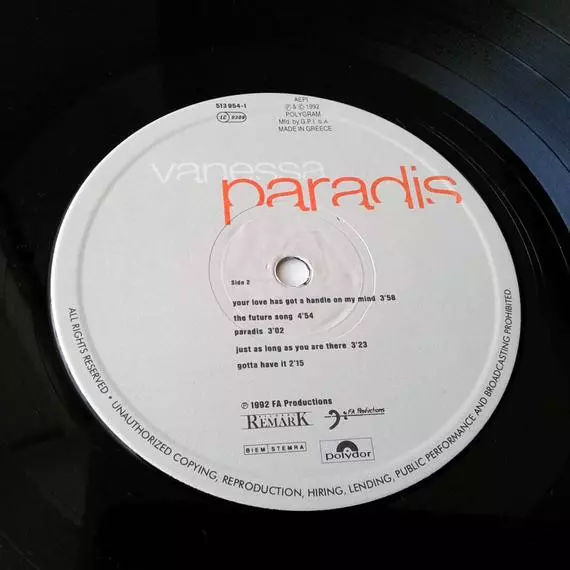 513 954-1
LC 0309
AEPI
℗ & © 1992
POLYGRAM
Mfd. by G.P.I. s.a.
MADE IN GREECE
vanessa
paradis
Side 2
your love has got a handle on my mind 3'58
the future song 4'54
paradis 3'02
just as long as you are there 3'23
gotta have it 2'15
℗ 1992 FA Productions
REMARK
FA Productions
BIEM STEMRA
polydor
ALL RIGHTS RESERVED • UNAUTHORIZED COPYING, REPRODUCTION, HIRING, LENDING, PUBLIC PERFORMANCE AND BROADCASTING PROHIBITED